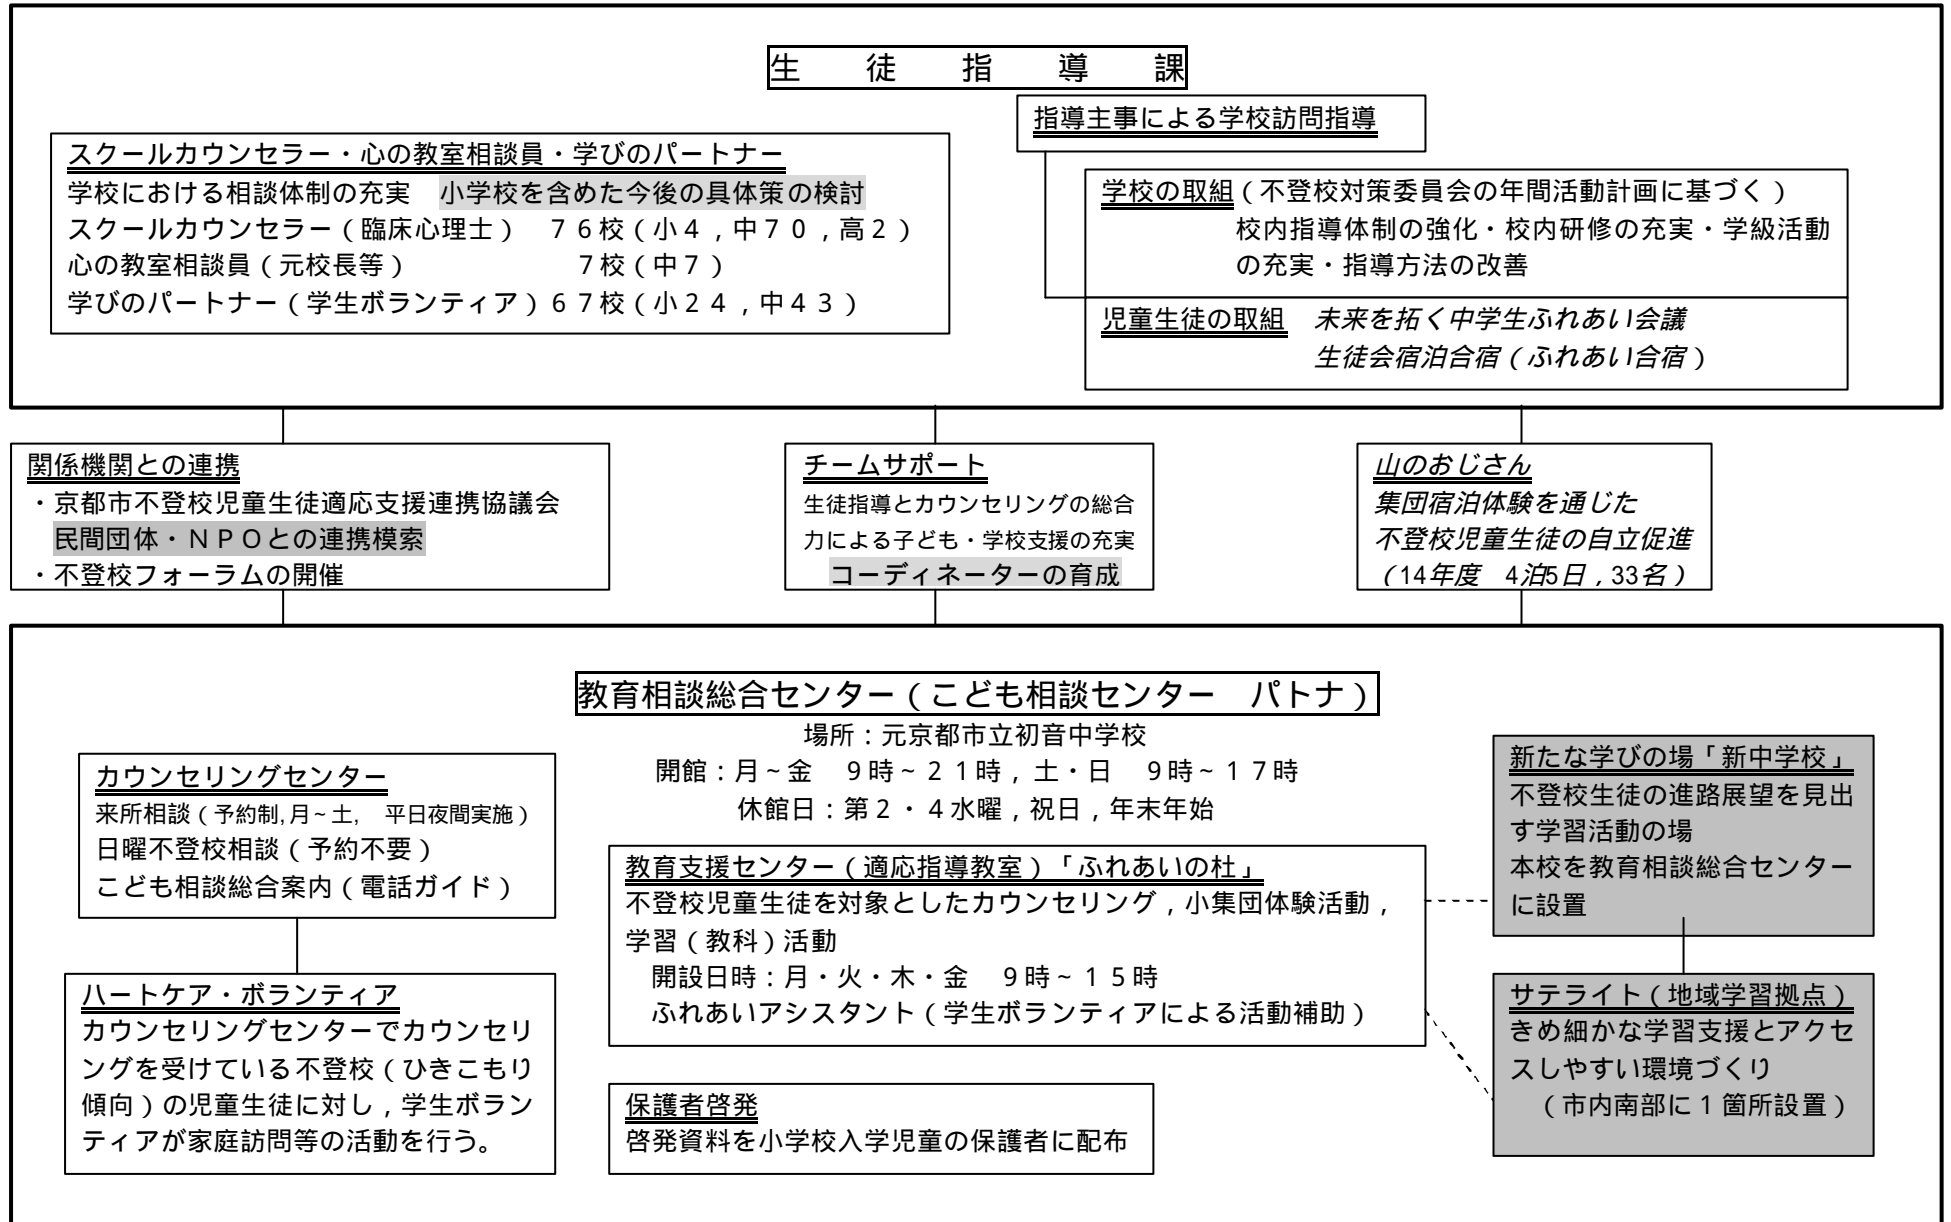 生　徒　指　導　課
スクールカウンセラー・心の教室相談員・学びのパートナー
学校における相談体制の充実　小学校を含めた今後の具体策の検討
スクールカウンセラー（臨床心理士）　７６校（小４，中７０，高２）
心の教室相談員（元校長等）　　　　　　　７校（中７）
学びのパートナー（学生ボランティア）６７校（小２４，中４３）
指導主事による学校訪問指導
学校の取組（不登校対策委員会の年間活動計画に基づく）
校内指導体制の強化・校内研修の充実・学級活動
の充実・指導方法の改善
児童生徒の取組　未来を拓く中学生ふれあい会議
生徒会宿泊合宿（ふれあい合宿）
関係機関との連携
・京都市不登校児童生徒適応支援連携協議会
民間団体・ＮＰＯとの連携模索
・不登校フォーラムの開催
チームサポート
生徒指導とカウンセリングの総合
力による子ども・学校支援の充実
コーディネーターの育成
山のおじさん
集団宿泊体験を通じた
不登校児童生徒の自立促進
（14年度　4泊5日，33名）
教育相談総合センター（こども相談センター　パトナ）
場所：元京都市立初音中学校
開館：月～金　９時～２１時，土・日　９時～１７時
休館日：第２・４水曜，祝日，年末年始
カウンセリングセンター
来所相談（予約制,月～土,　平日夜間実施）
日曜不登校相談（予約不要）
こども相談総合案内（電話ガイド）
ハートケア・ボランティア
カウンセリングセンターでカウンセリ
ングを受けている不登校（ひきこもり
傾向）の児童生徒に対し，学生ボラン
ティアが家庭訪問等の活動を行う。
教育支援センター（適応指導教室）「ふれあいの杜」
不登校児童生徒を対象としたカウンセリング，小集団体験活動，
学習（教科）活動
開設日時：月・火・木・金　９時～１５時
ふれあいアシスタント（学生ボランティアによる活動補助）
保護者啓発
啓発資料を小学校入学児童の保護者に配布
新たな学びの場「新中学校」
不登校生徒の進路展望を見出
す学習活動の場
本校を教育相談総合センター
に設置
サテライト（地域学習拠点）
きめ細かな学習支援とアクセ
スしやすい環境づくり
（市内南部に１箇所設置）